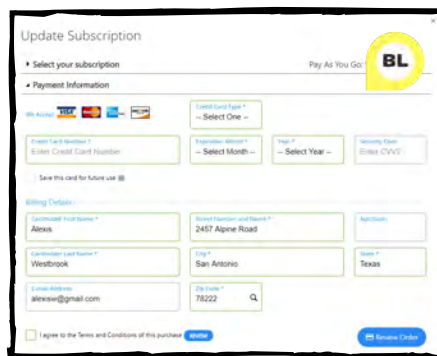 Update Subscription
Select your subscription
Pay As You Go:
BL
Payment Information
We Accept
VISA
Credit Card Type *
-- Select One --
Credit Card Number *
Enter Credit Card Number
Expiration Month *
-- Select Month --
Year *
-- Select Year --
Security Code
Enter CVV2
Save this card for future use
Billing Details
Cardholder First Name *
Alexis
Street Number and Name *
2457 Alpine Road
Apt/Suite
Cardholder Last Name *
Westbrook
City *
San Antonio
State *
Texas
E-mail Address
alexisw@gmail.com
Zip Code *
78222
I agree to the Terms and Conditions of this purchase
REVIEW
Review Order